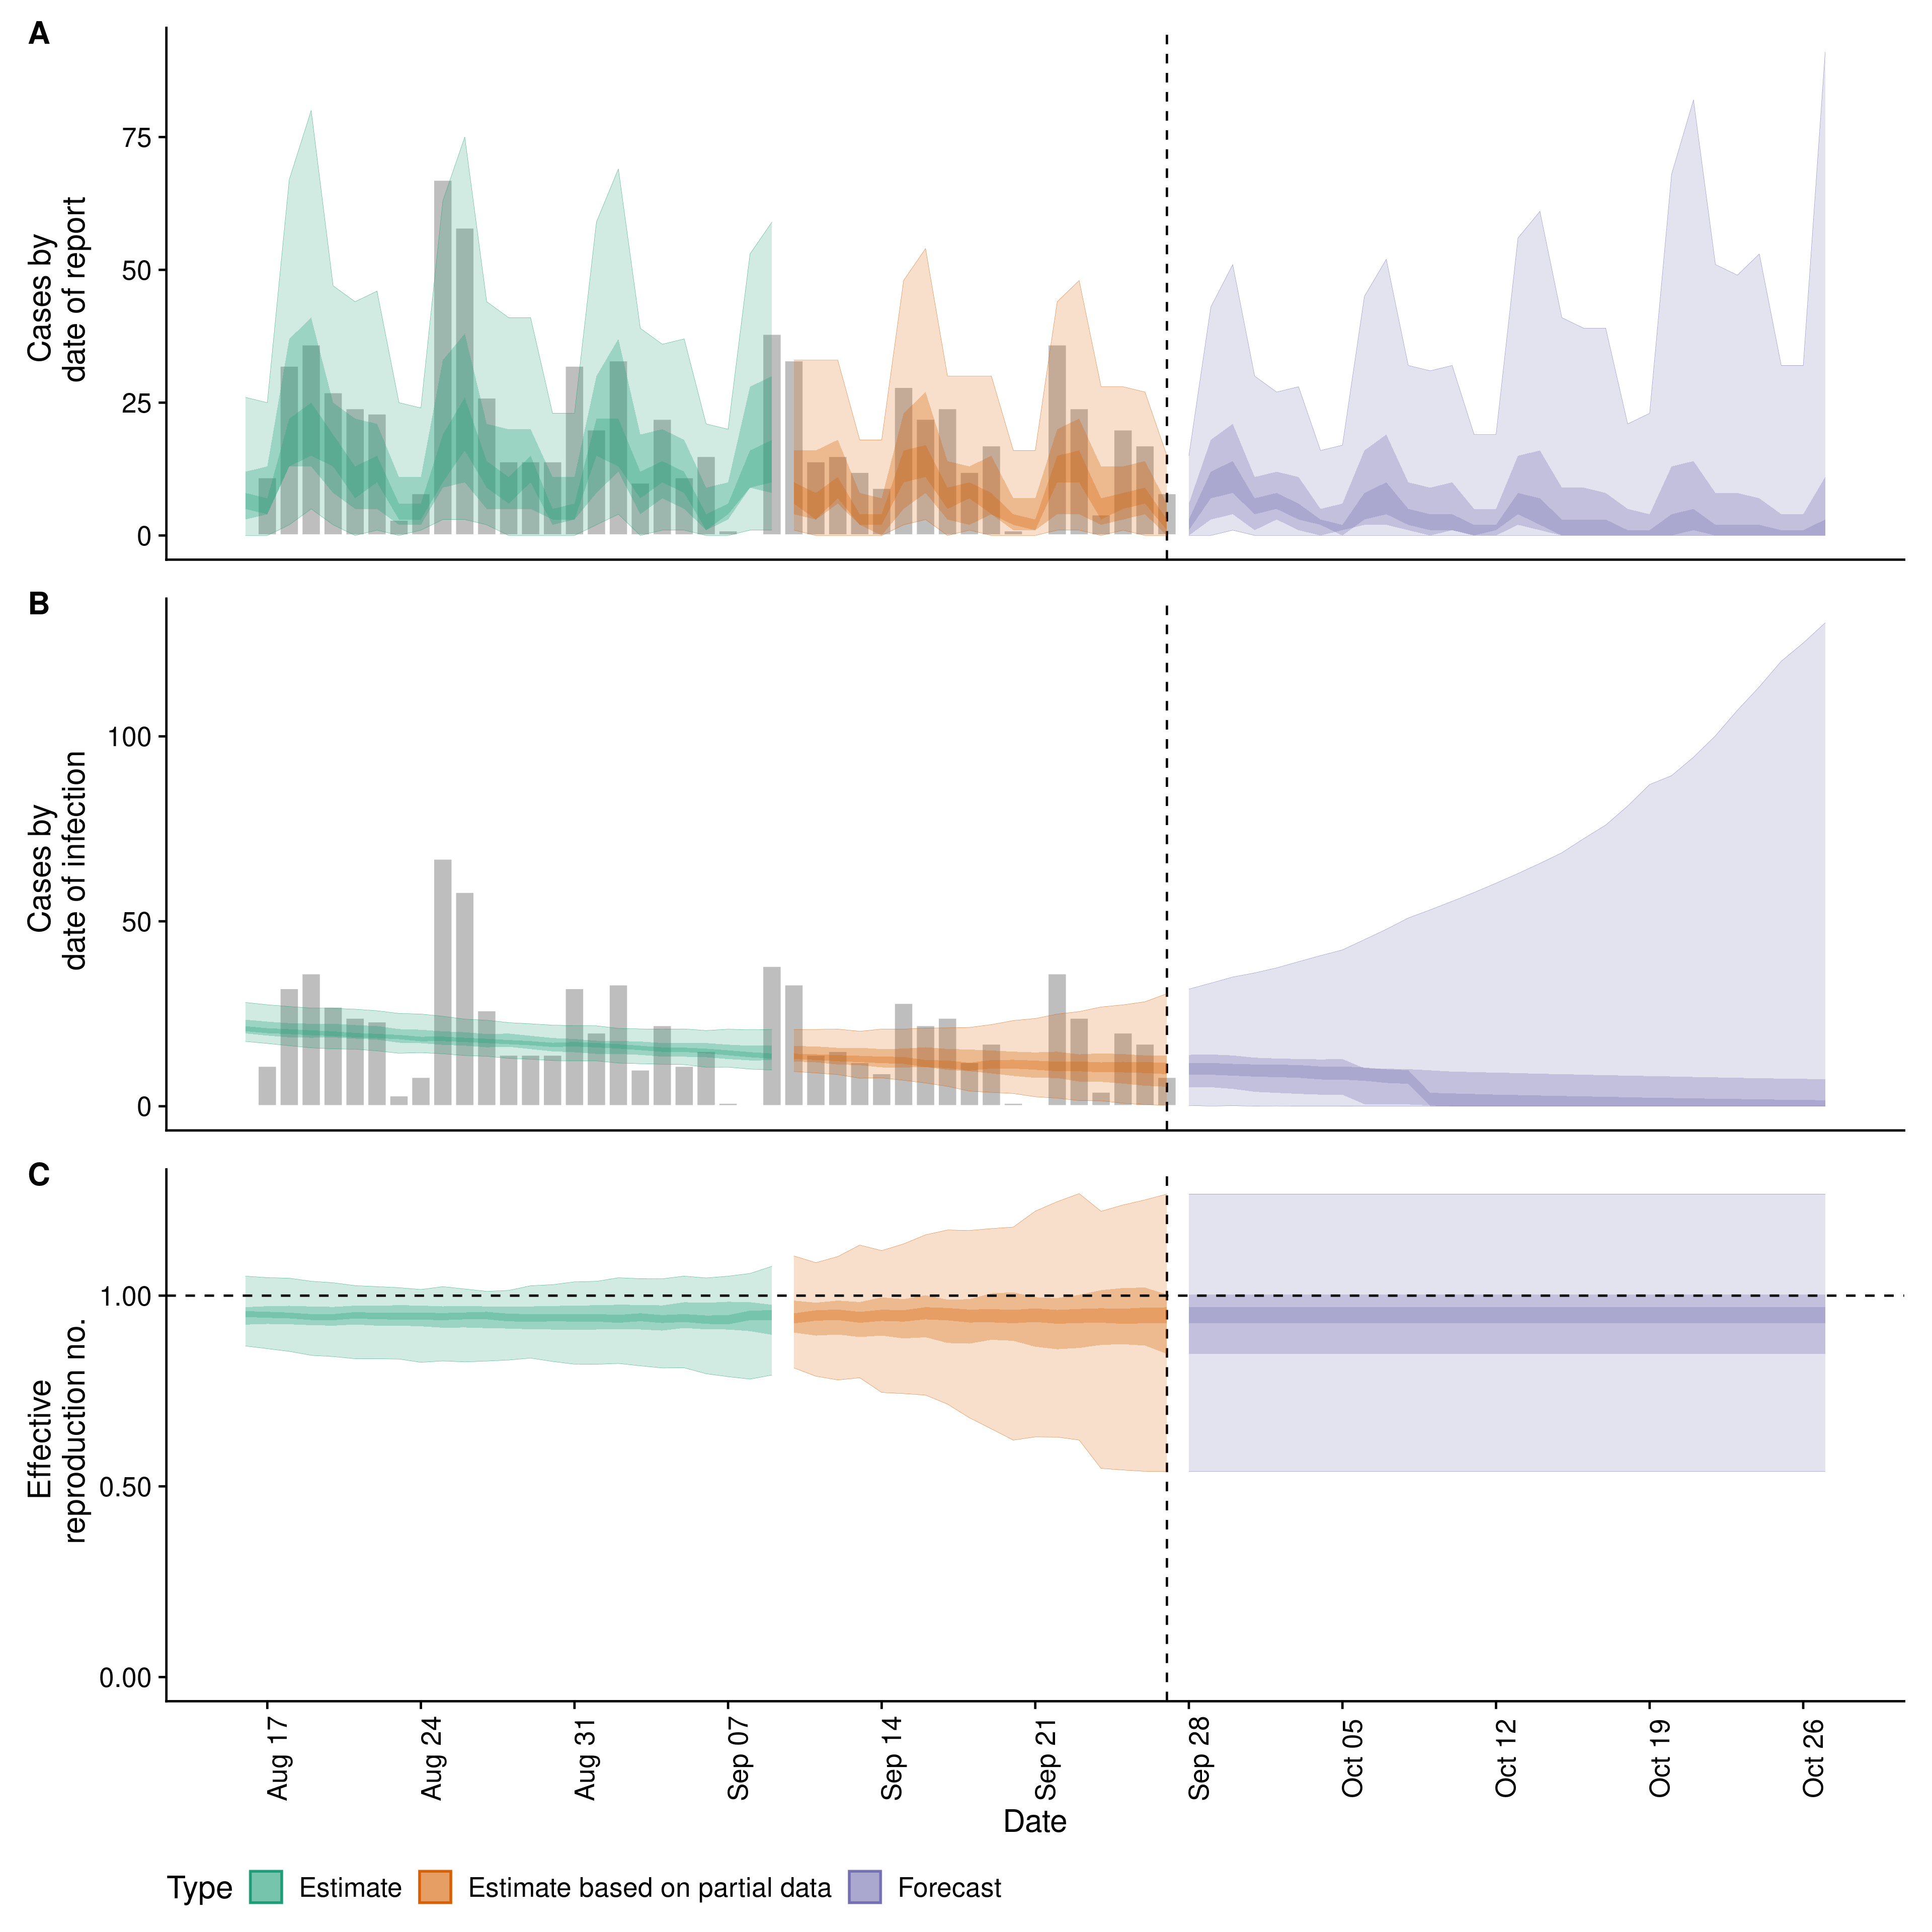 A
Cases by
date of report
75
50
25
0
B
Cases by
date of infection
100
50
0
C
Effective
reproduction no.
1.00
0.50
0.00
Aug 17
Aug 24
Aug 31
Sep 07
Sep 14
Sep 21
Sep 28
Oct 05
Oct 12
Oct 19
Oct 26
Date
Type
Estimate
Estimate based on partial data
Forecast